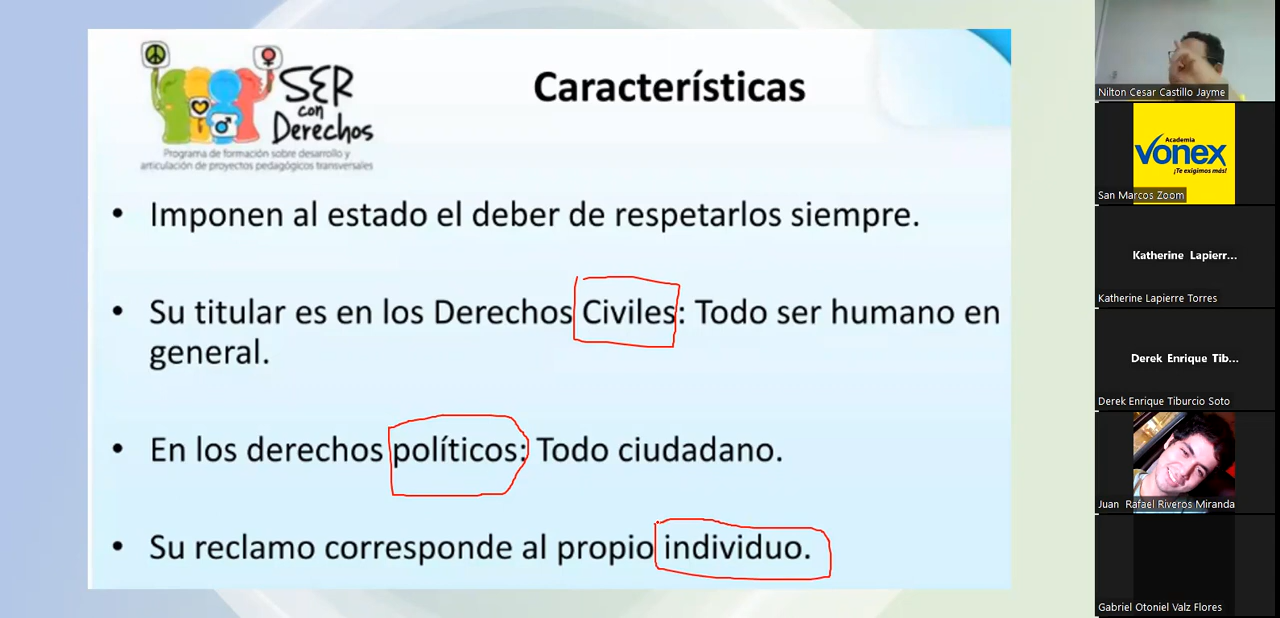 SER
con
Derechos
Programa de formación sobre desarrollo y
articulación de proyectos pedagógicos transversales
Características
• Imponen al estado el deber de respetarlos siempre.
• Su titular es en los Derechos Civiles: Todo ser humano en
general.
• En los derechos políticos: Todo ciudadano.
• Su reclamo corresponde al propio individuo.
Nilton Cesar Castillo Jayme
Academia
Vonex
¡Te exigimos más!
San Marcos Zoom
Katherine Lapierr...
Katherine Lapierre Torres
Derek Enrique Tib...
Derek Enrique Tiburcio Soto
Juan Rafael Riveros Miranda
Gabriel Otoniel Valz Flores